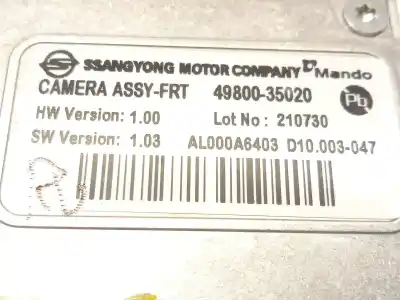 SSANGYONG MOTOR COMPANY Mando
CAMERA ASSY-FRT 49800-35020
Pb
HW Version: 1.00 Lot No : 210730
SW Version: 1.03 AL000A6403 D10.003-047